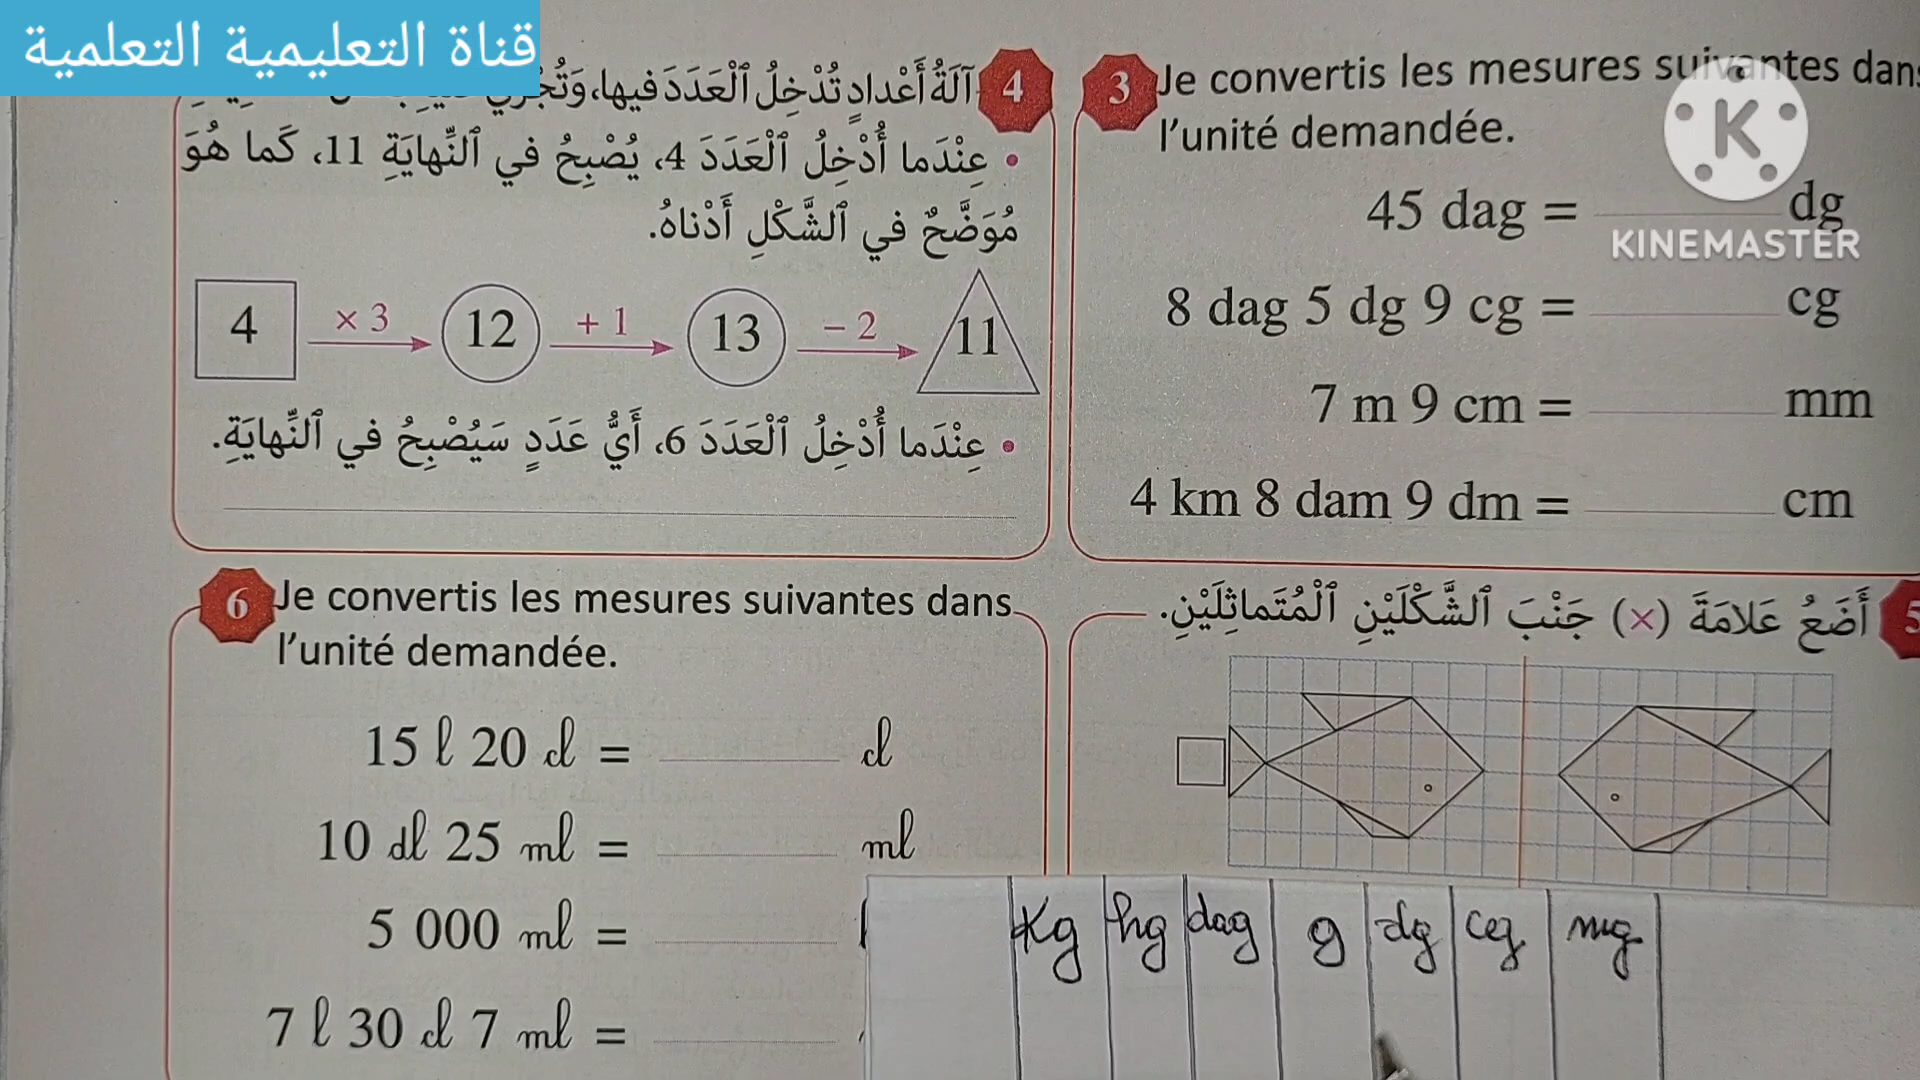 قناة التعليمية التعلمية
4
آلَةُ أَعْدادٍ تُدْخِلُ ٱلْعَدَدَ فيها،
• عِنْدَما أُدْخِلُ ٱلْعَدَدَ 4، يُصْبِحُ في ٱلنِّهايَةِ 11، كَما هُوَ
مُوَضَّحٌ في ٱلشَّكْلِ أَدْناهُ.
4 × 3 12 + 1 13 − 2 11
• عِنْدَما أُدْخِلُ ٱلْعَدَدَ 6، أَيُّ عَدَدٍ سَيُصْبِحُ في ٱلنِّهايَةِ.
3 Je convertis les mesures suivantes dans
l’unité demandée.
K
KINEMASTER
45 dag = dg
8 dag 5 dg 9 cg = cg
7 m 9 cm = mm
4 km 8 dam 9 dm = cm
5 أَضَعُ عَلامَةَ (×) جَنْبَ ٱلشَّكْلَيْنِ ٱلْمُتَماثِلَيْنِ.
6 Je convertis les mesures suivantes dans
l’unité demandée.
15 l 20 cl = cl
10 dl 25 ml = ml
5 000 ml =
7 l 30 cl 7 ml =
Kg hg dag g dg cg mg